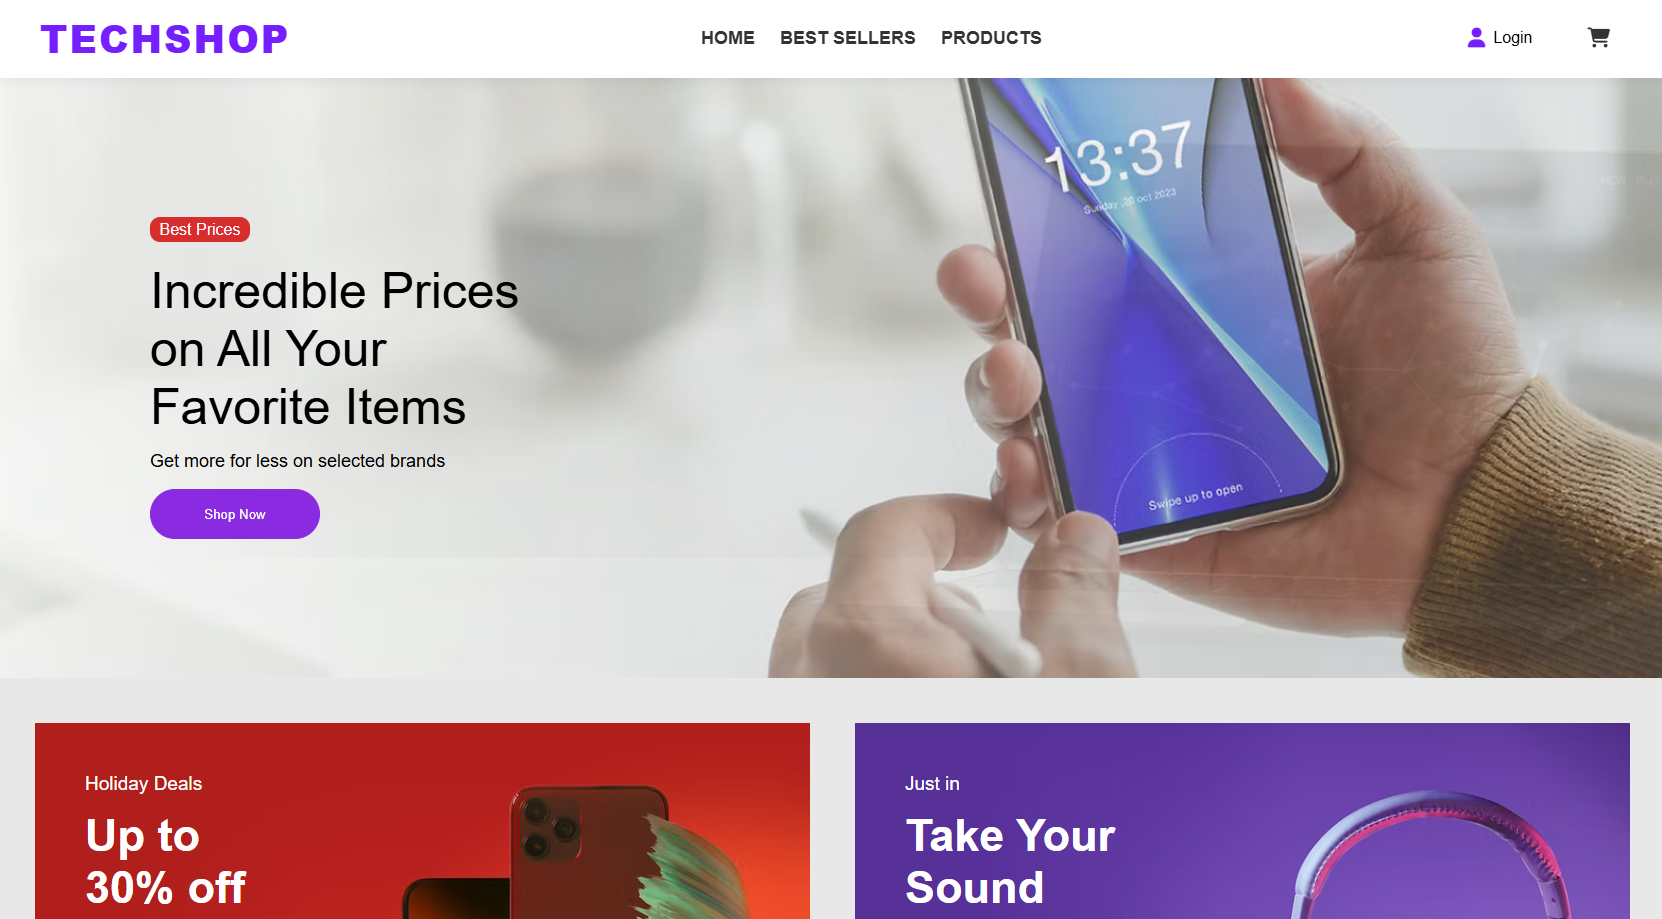 TECHSHOP
HOME BEST SELLERS PRODUCTS
Login
13:37
Sunday ,20 oct 2023
Best Prices
Incredible Prices
on All Your
Favorite Items
Get more for less on selected brands
Shop Now
Swipe up to open
Holiday Deals
Up to
30% off
Just in
Take Your
Sound